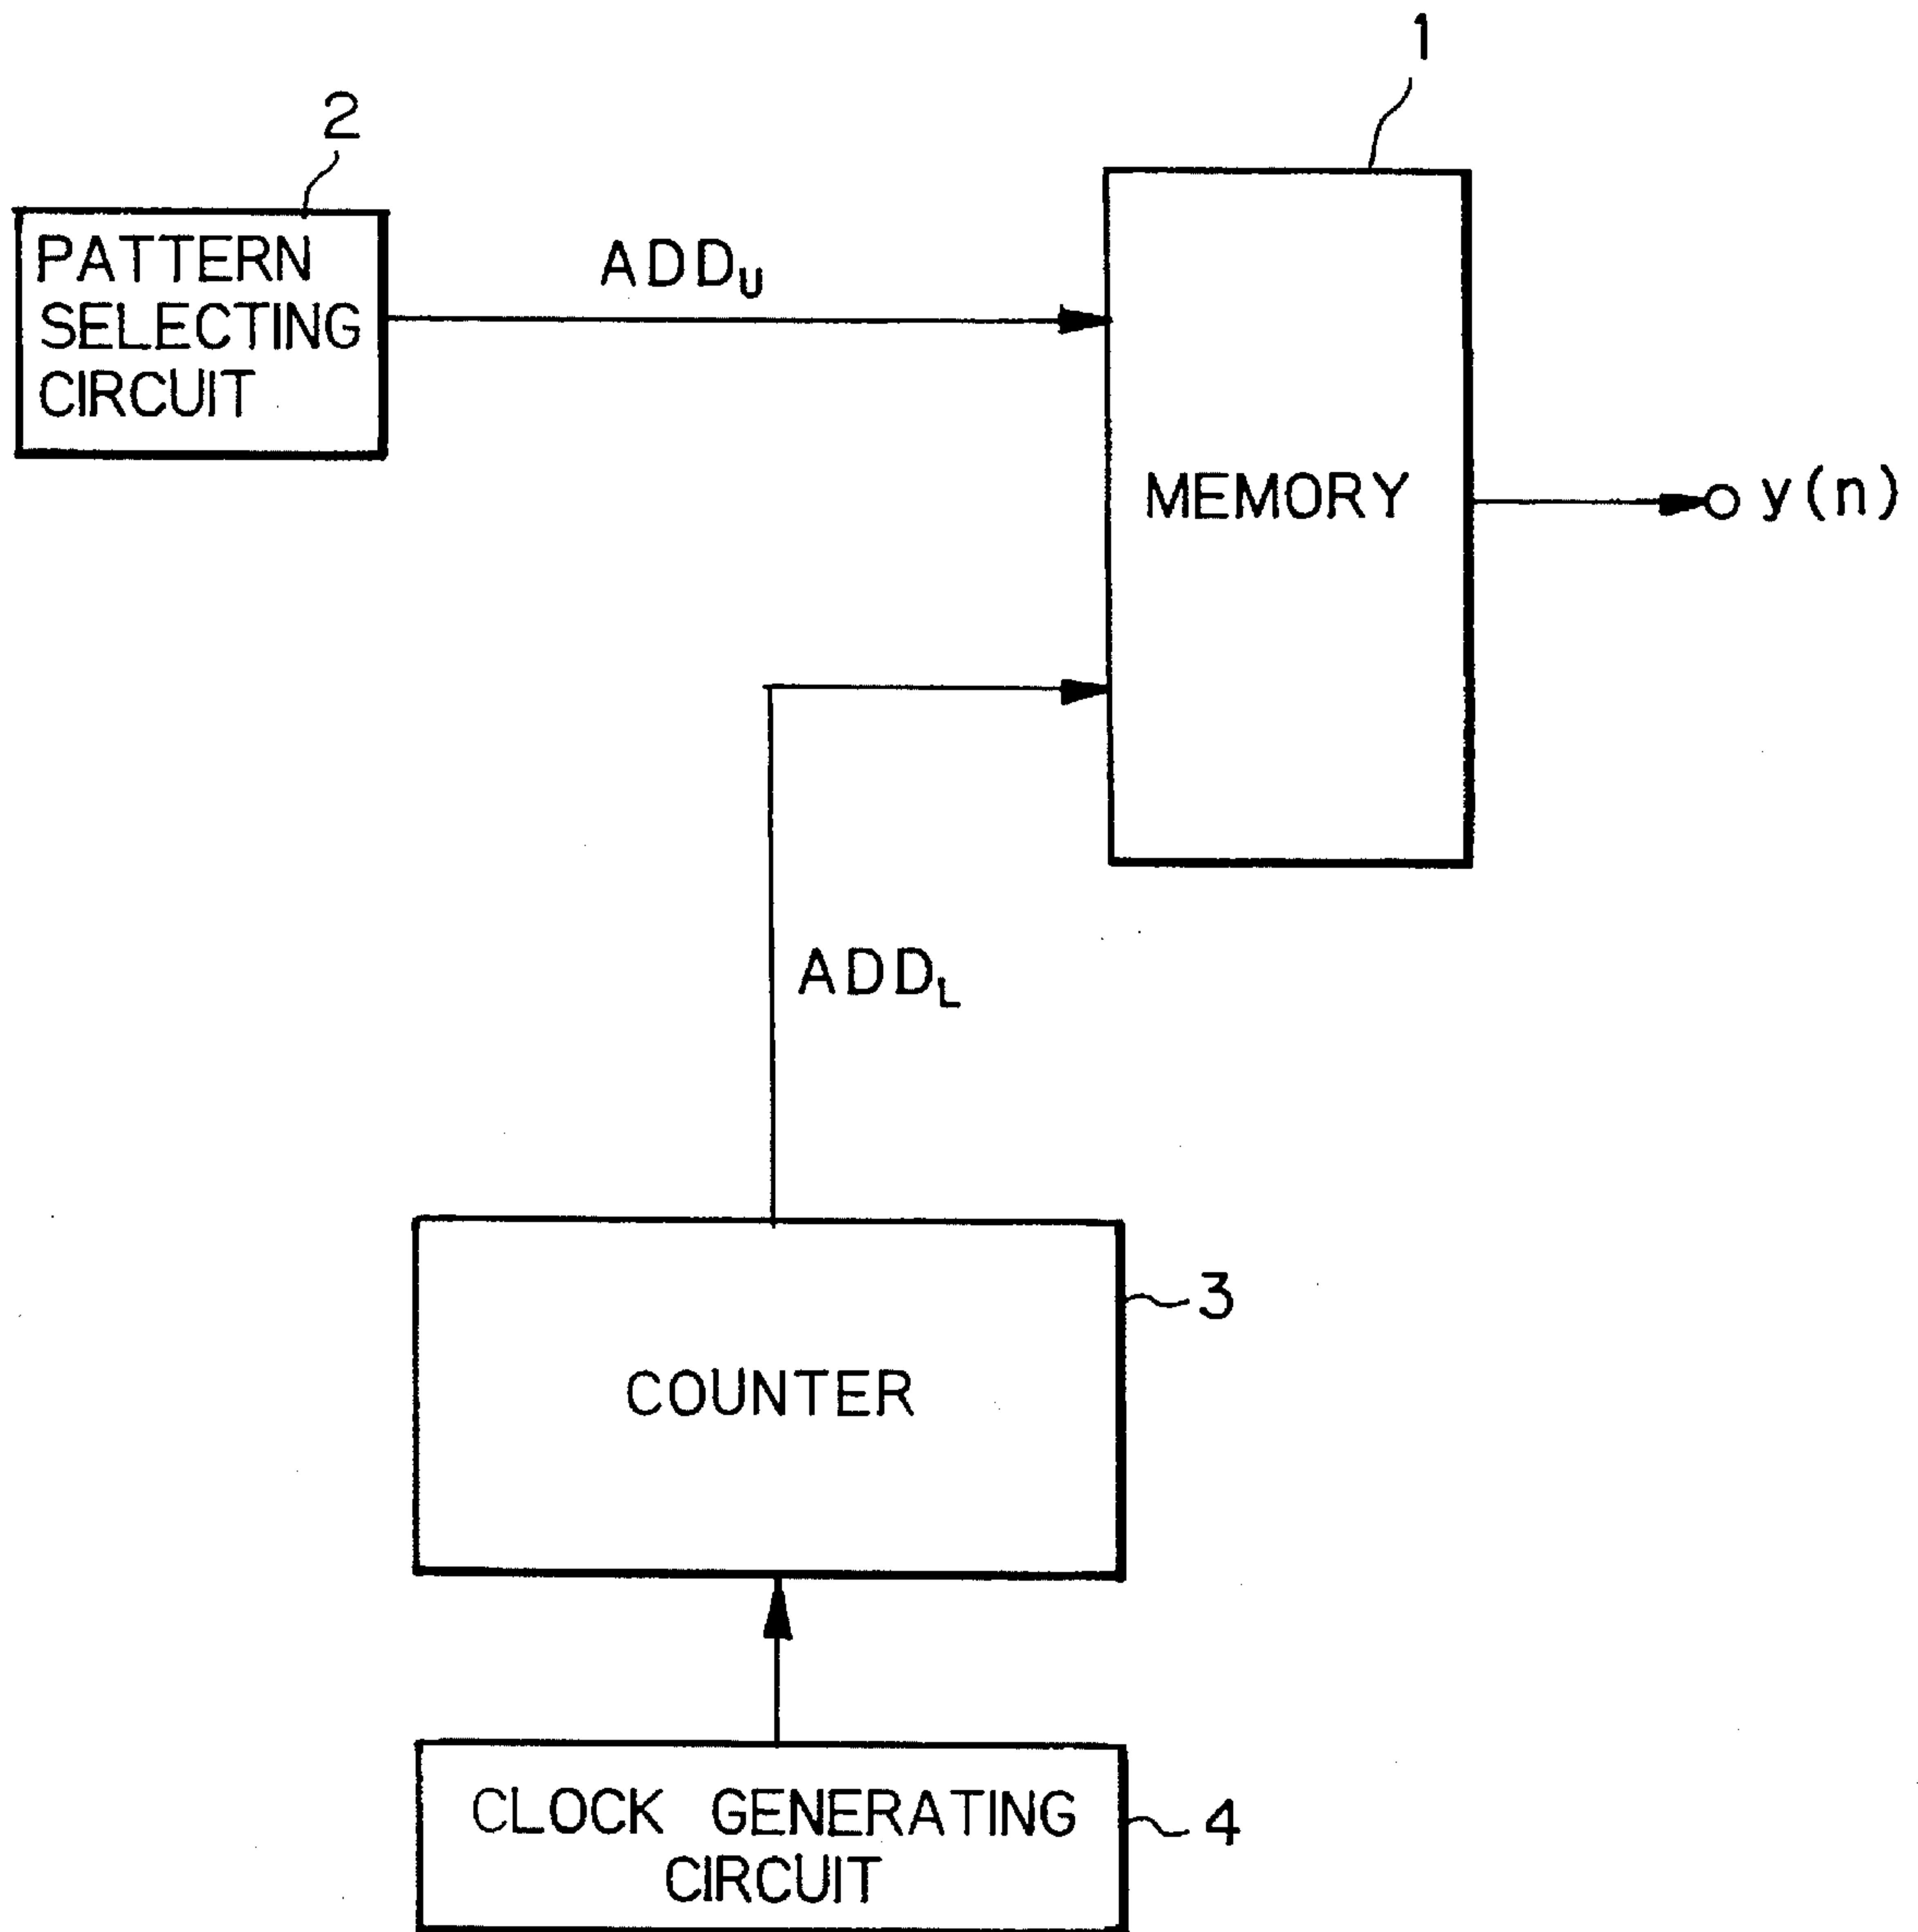 1
2
PATTERN
SELECTING
CIRCUIT
ADDU
MEMORY
y(n)
ADDL
3
COUNTER
CLOCK GENERATING
CIRCUIT
4